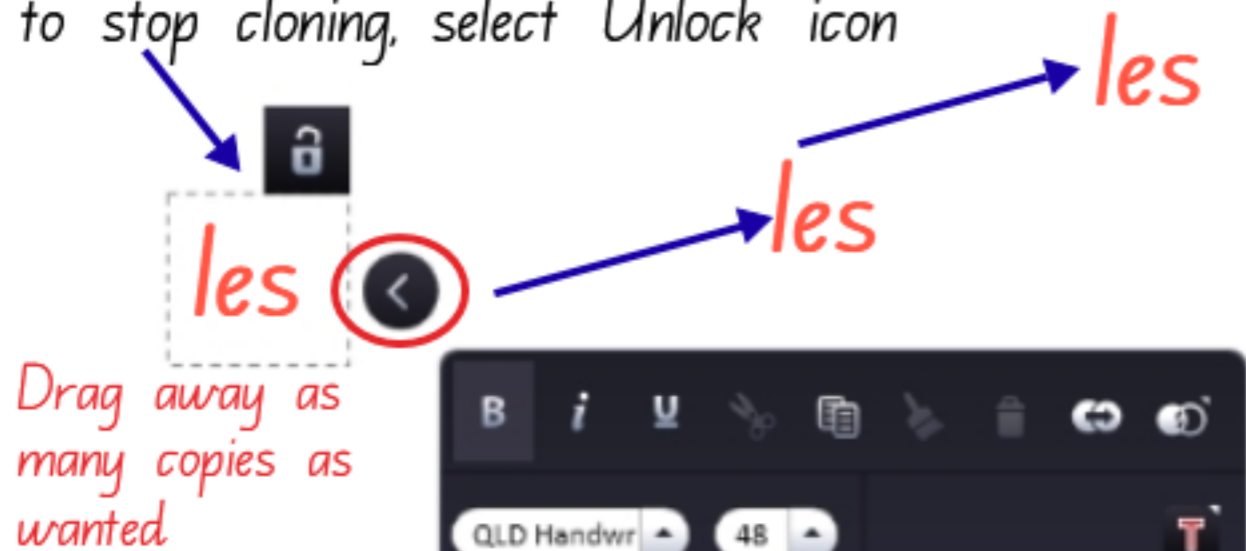 to stop cloning, select Unlock icon
les
les
les
Drag away as
many copies as
wanted
B i U
QLD Handwr 48 T